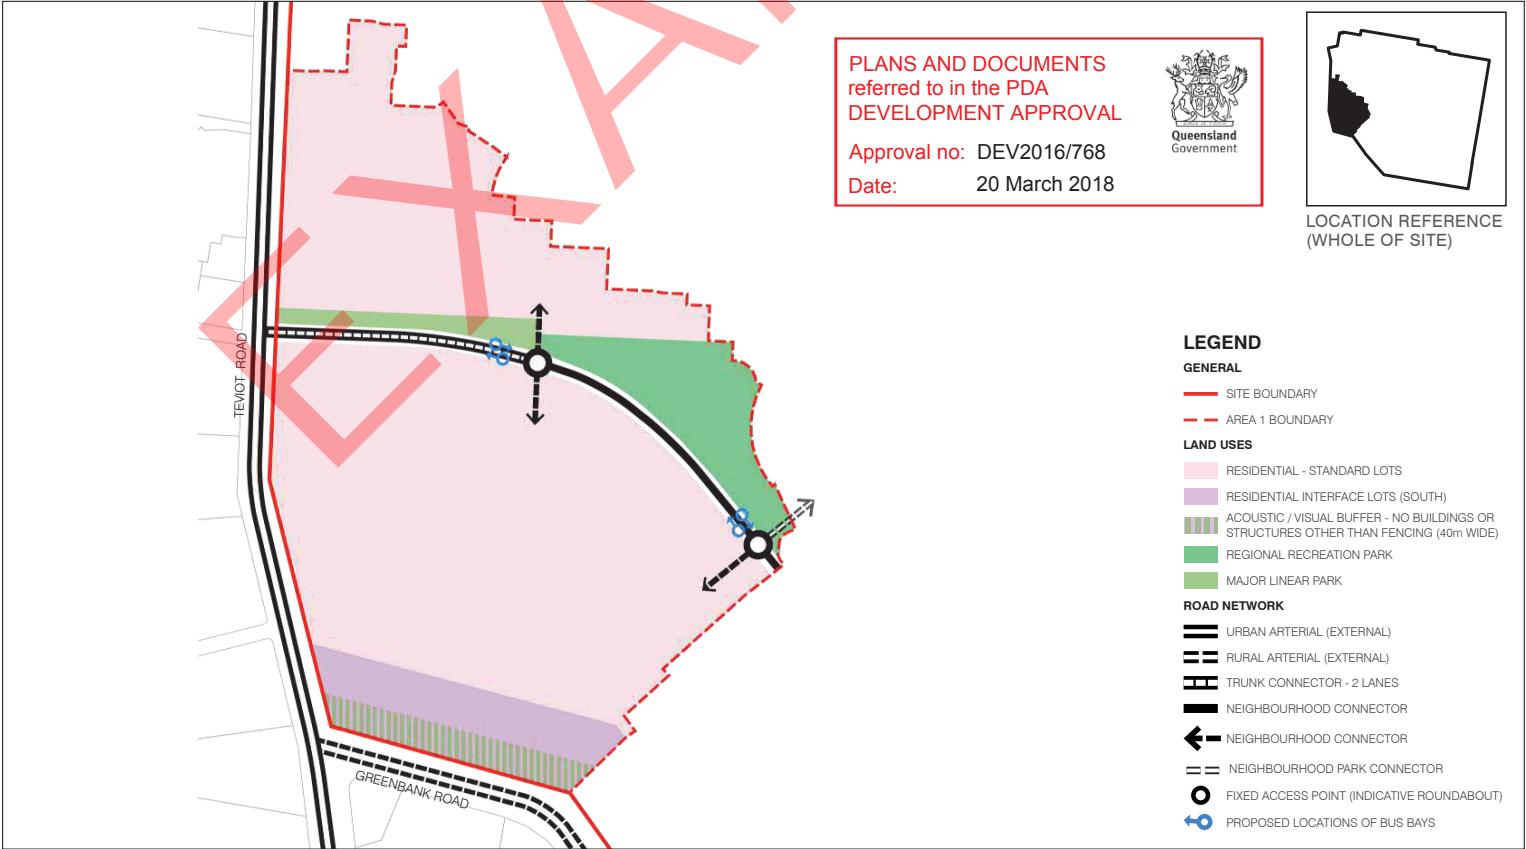 PLANS AND DOCUMENTS
referred to in the PDA
DEVELOPMENT APPROVAL
Approval no: DEV2016/768
Date: 20 March 2018
Queensland
Government
LOCATION REFERENCE
(WHOLE OF SITE)
TEVIOT ROAD
GREENBANK ROAD
LEGEND
GENERAL
SITE BOUNDARY
AREA 1 BOUNDARY
LAND USES
RESIDENTIAL - STANDARD LOTS
RESIDENTIAL INTERFACE LOTS (SOUTH)
ACOUSTIC / VISUAL BUFFER - NO BUILDINGS OR
STRUCTURES OTHER THAN FENCING (40m WIDE)
REGIONAL RECREATION PARK
MAJOR LINEAR PARK
ROAD NETWORK
URBAN ARTERIAL (EXTERNAL)
RURAL ARTERIAL (EXTERNAL)
TRUNK CONNECTOR - 2 LANES
NEIGHBOURHOOD CONNECTOR
NEIGHBOURHOOD CONNECTOR
NEIGHBOURHOOD PARK CONNECTOR
FIXED ACCESS POINT (INDICATIVE ROUNDABOUT)
PROPOSED LOCATIONS OF BUS BAYS